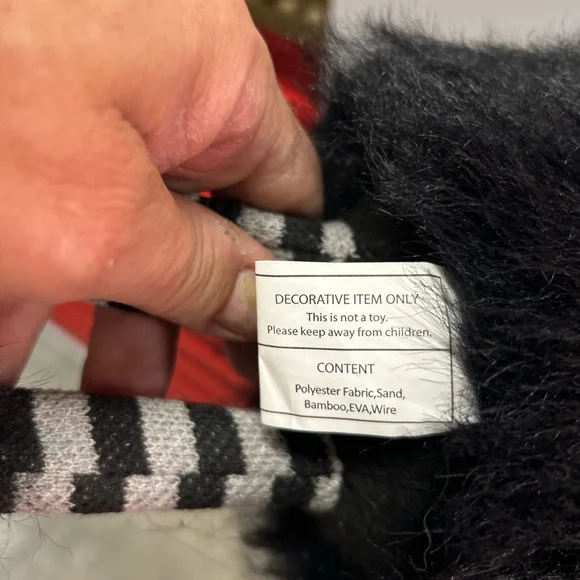 DECORATIVE ITEM ONLY
This is not a toy.
Please keep away from children.
CONTENT
Polyester Fabric,Sand,
Bamboo,EVA,Wire